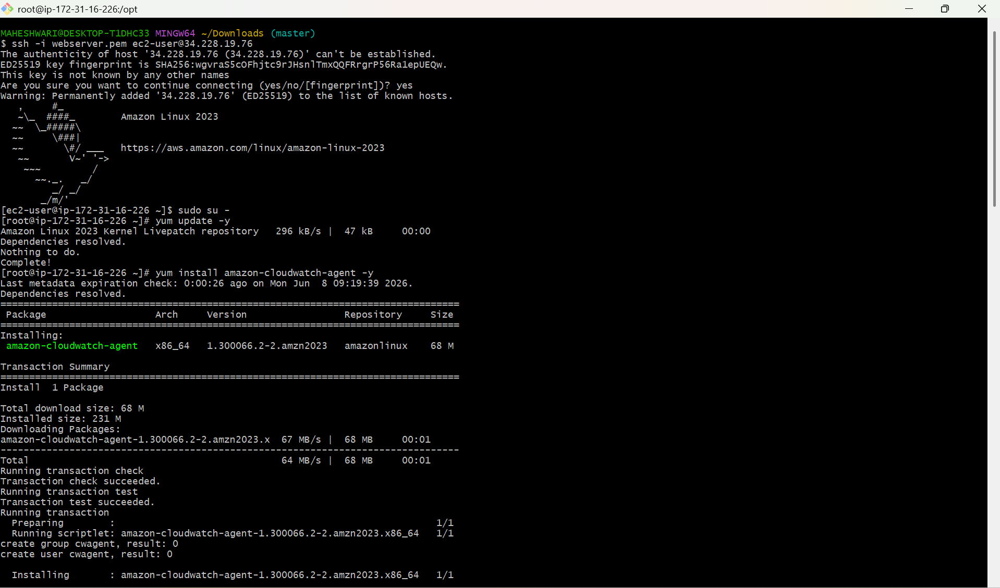 root@ip-172-31-16-226:/opt
MAHESHWARI@DESKTOP-T1DHC33 MINGW64 ~/Downloads (master)
$ ssh -i webserver.pem ec2-user@34.228.19.76
The authenticity of host '34.228.19.76 (34.228.19.76)' can't be established.
ED25519 key fingerprint is SHA256:wgvraS5cOFhjtc9rJHsnlTmxQQFRrgrP56Ra1epUEQw.
This key is not known by any other names
Are you sure you want to continue connecting (yes/no/[fingerprint])? yes
Warning: Permanently added '34.228.19.76' (ED25519) to the list of known hosts.
   ,     #_
   ~\_  ####_        Amazon Linux 2023
  ~~  \_#####\
  ~~     \###|
  ~~       \#/ ___   https://aws.amazon.com/linux/amazon-linux-2023
   ~~       V~' '->
    ~~~         /
      ~~._.   _/
         _/ _/
       _/m/'
[ec2-user@ip-172-31-16-226 ~]$ sudo su -
[root@ip-172-31-16-226 ~]# yum update -y
Amazon Linux 2023 Kernel Livepatch repository   296 kB/s |  47 kB     00:00
Dependencies resolved.
Nothing to do.
Complete!
[root@ip-172-31-16-226 ~]# yum install amazon-cloudwatch-agent -y
Last metadata expiration check: 0:00:26 ago on Mon Jun  8 09:19:39 2026.
Dependencies resolved.
================================================================================
 Package                   Arch     Version                 Repository     Size
================================================================================
Installing:
 amazon-cloudwatch-agent   x86_64   1.300066.2-2.amzn2023   amazonlinux    68 M

Transaction Summary
================================================================================
Install  1 Package

Total download size: 68 M
Installed size: 231 M
Downloading Packages:
amazon-cloudwatch-agent-1.300066.2-2.amzn2023.x  67 MB/s |  68 MB     00:01
--------------------------------------------------------------------------------
Total                                            64 MB/s |  68 MB     00:01
Running transaction check
Transaction check succeeded.
Running transaction test
Transaction test succeeded.
Running transaction
  Preparing        :                                                        1/1
  Running scriptlet: amazon-cloudwatch-agent-1.300066.2-2.amzn2023.x86_64   1/1
create group cwagent, result: 0
create user cwagent, result: 0

  Installing       : amazon-cloudwatch-agent-1.300066.2-2.amzn2023.x86_64   1/1